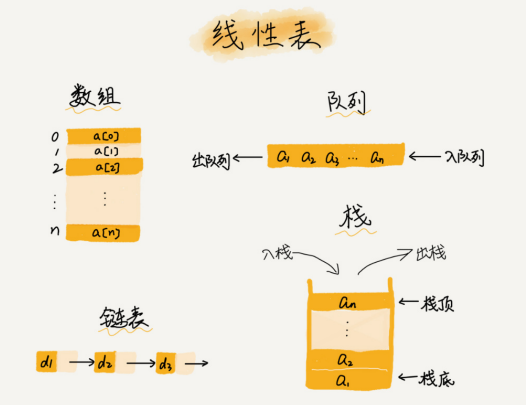 线性表
数组
0 a[0]
1 a[1]
2 a[2]
⋮ ⋮
n a[n]
队列
出队列 ← a₁ a₂ a₃ ... aₙ ← 入队列
栈
入栈 出栈
aₙ ← 栈顶
⋮
a₂
a₁ ← 栈底
链表
d₁ → d₂ → d₃ →